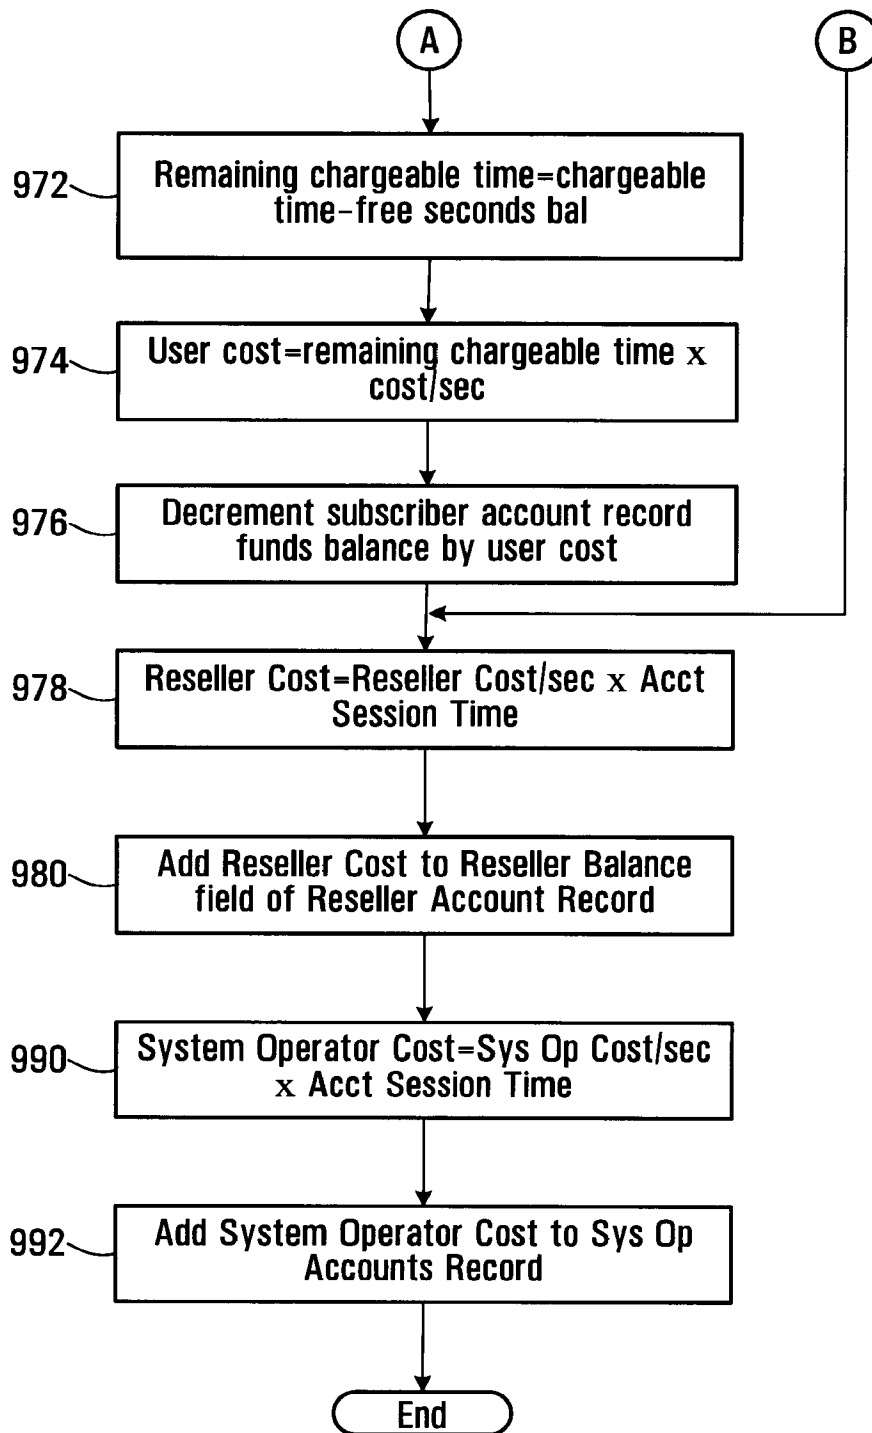 A
B
972
Remaining chargeable time=chargeable
time-free seconds bal
974
User cost=remaining chargeable time x
cost/sec
976
Decrement subscriber account record
funds balance by user cost
978
Reseller Cost=Reseller Cost/sec x Acct
Session Time
980
Add Reseller Cost to Reseller Balance
field of Reseller Account Record
990
System Operator Cost=Sys Op Cost/sec
x Acct Session Time
992
Add System Operator Cost to Sys Op
Accounts Record
End